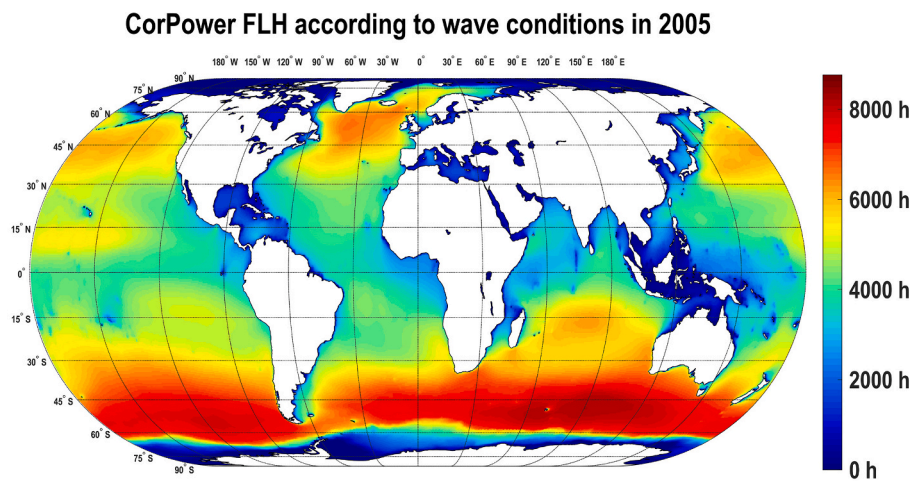 CorPower FLH according to wave conditions in 2005
180° W 150° W 120° W 90° W 60° W 30° W 0° 30° E 60° E 90° E 120° E 150° E 180° E
90° N
75° N
60° N
45° N
30° N
15° N
0°
15° S
30° S
45° S
60° S
75° S
90° S
8000 h
6000 h
4000 h
2000 h
0 h